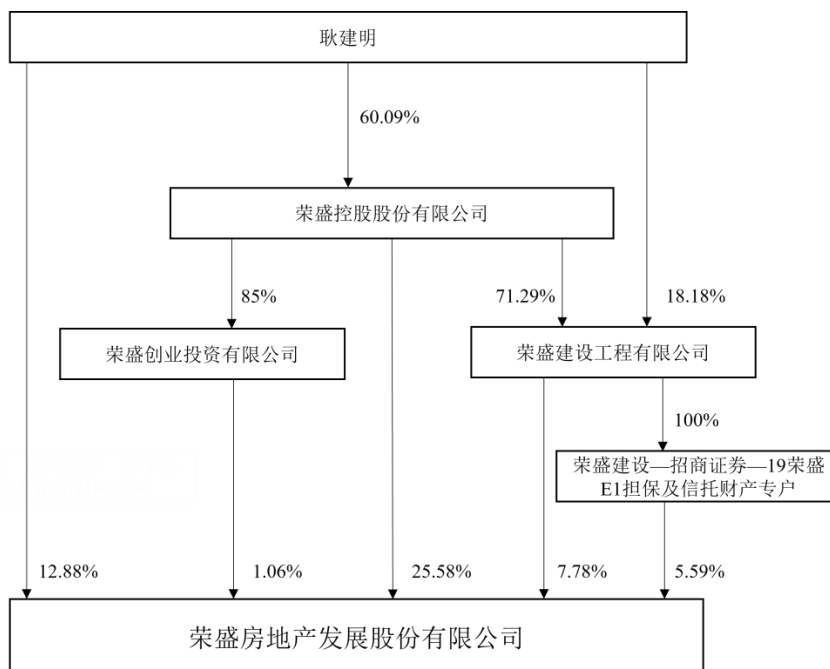 耿建明
60.09%
荣盛控股股份有限公司
85%
71.29%
18.18%
荣盛创业投资有限公司
荣盛建设工程有限公司
100%
荣盛建设—招商证券—19荣盛
E1担保及信托财产专户
12.88%
1.06%
25.58%
7.78%
5.59%
荣盛房地产发展股份有限公司